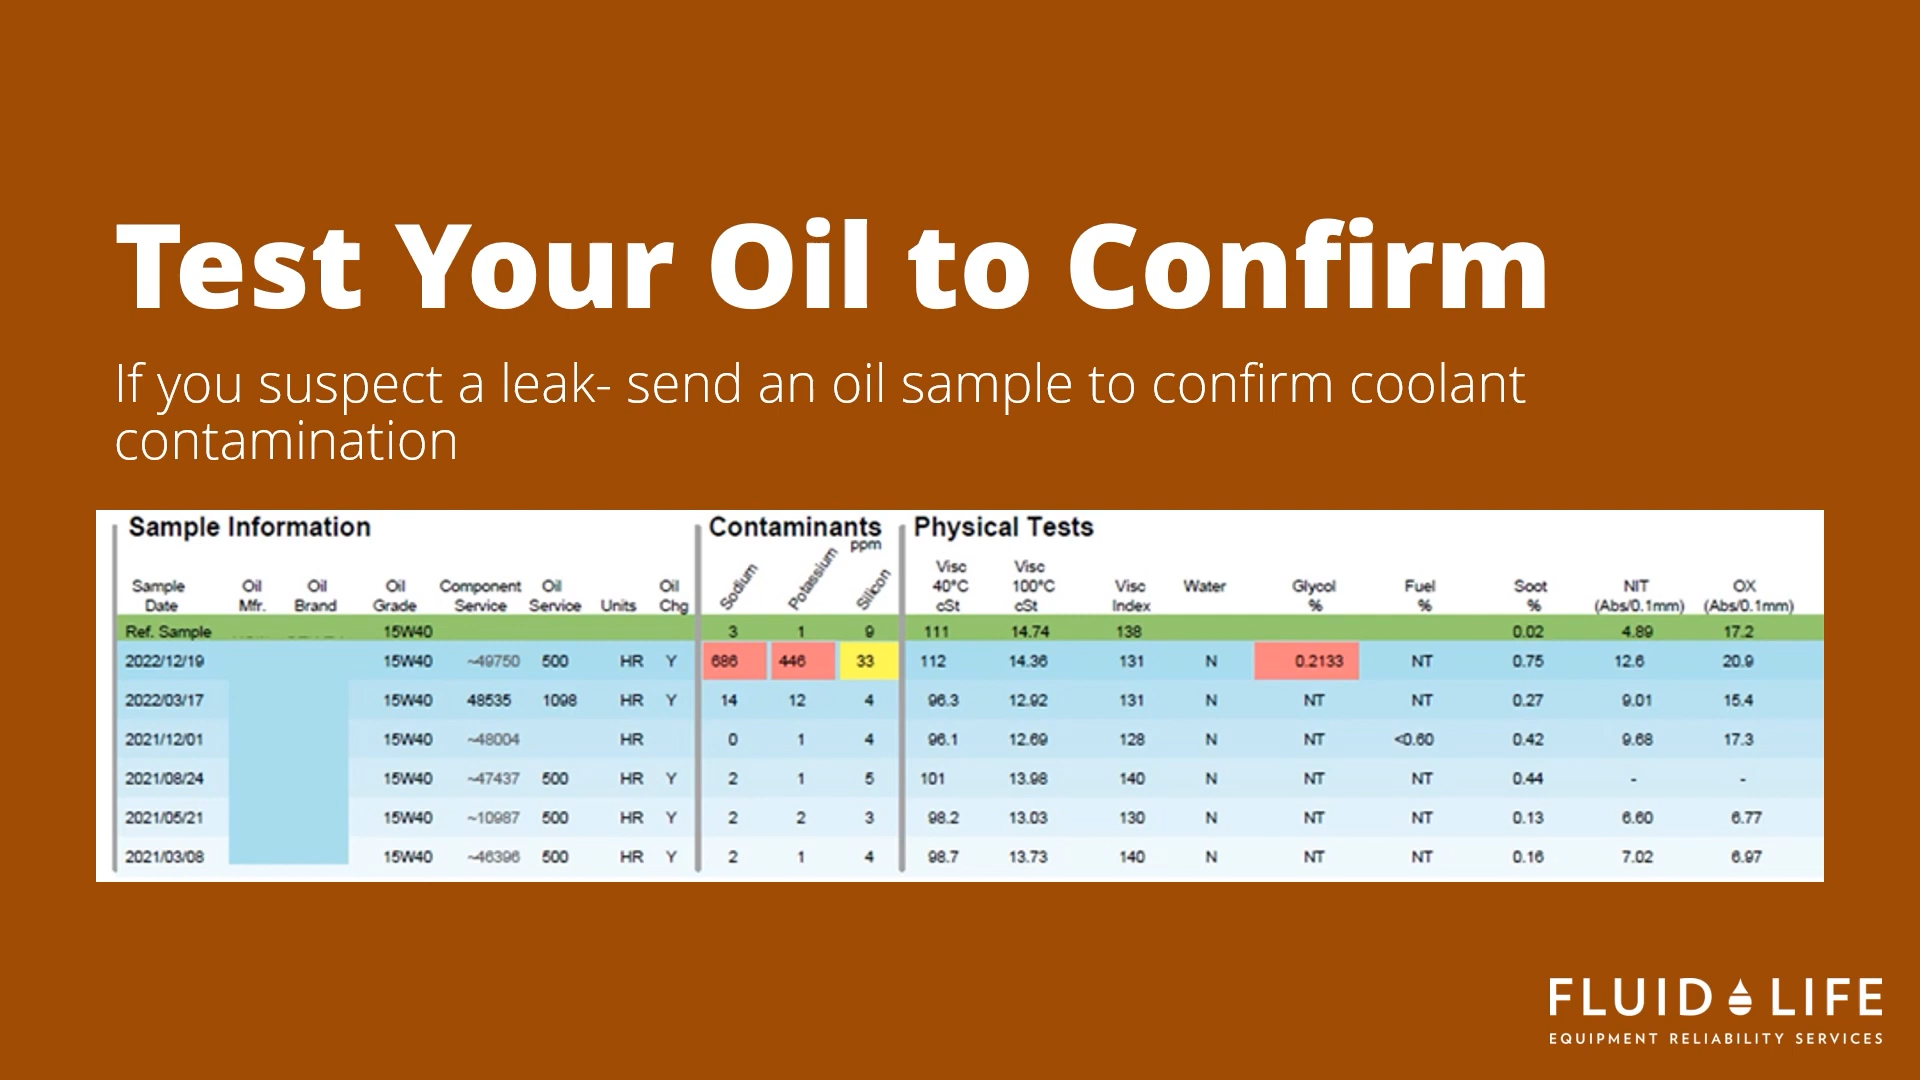 Test Your Oil to Confirm
If you suspect a leak- send an oil sample to confirm coolant
contamination
Sample Information Contaminants Physical Tests
ppm
Sample Date Oil Mfr. Oil Brand Oil Grade Component Service Oil Service Units Oil Chg Sodium Potassium Silicon Visc 40°C cSt Visc 100°C cSt Visc Index Water Glycol % Fuel % Soot % NIT (Abs/0.1mm) OX (Abs/0.1mm)
Ref. Sample 15W40 3 1 9 111 14.74 138 0.02 4.89 17.2
2022/12/19 15W40 ~49750 500 HR Y 686 446 33 112 14.36 131 N 0.2133 NT 0.75 12.6 20.9
2022/03/17 15W40 48535 1098 HR Y 14 12 4 96.3 12.92 131 N NT NT 0.27 9.01 15.4
2021/12/01 15W40 ~48004 HR 0 1 4 96.1 12.69 128 N NT <0.60 0.42 9.68 17.3
2021/08/24 15W40 ~47437 500 HR Y 2 1 5 101 13.98 140 N NT NT 0.44 - -
2021/05/21 15W40 ~10987 500 HR Y 2 2 3 98.2 13.03 130 N NT NT 0.13 6.60 6.77
2021/03/08 15W40 ~46396 500 HR Y 2 1 4 98.7 13.73 140 N NT NT 0.16 7.02 6.97
FLUID LIFE
EQUIPMENT RELIABILITY SERVICES